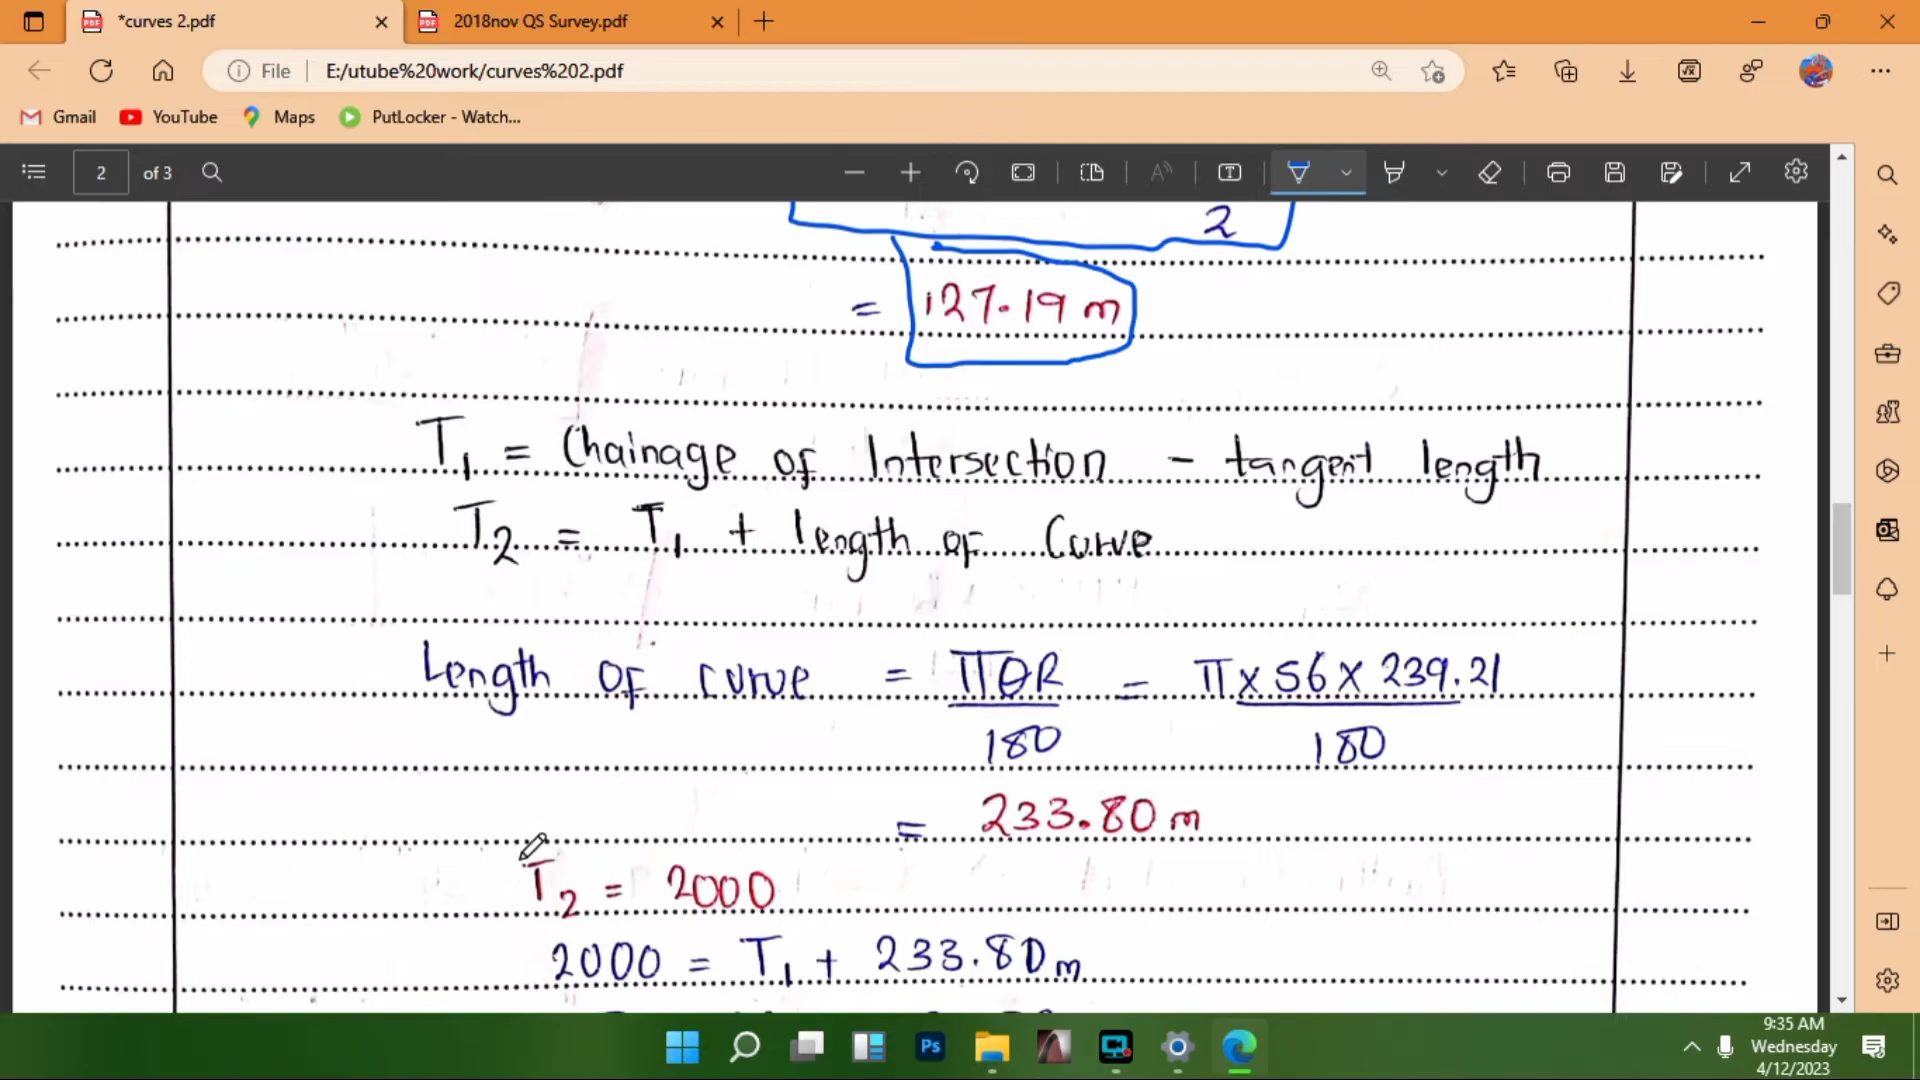 *curves 2.pdf
2018nov QS Survey.pdf
File
E:/utube%20work/curves%202.pdf
Gmail
YouTube
Maps
PutLocker - Watch...
2
of 3
2
= 127.19 m
T1 = Chainage of Intersection - tangent length
T2 = T1 + length of Curve
Length of curve = πθR = π x 56 x 239.21
180 180
= 233.80 m
T2 = 2000
2000 = T1 + 233.80 m
Ps
9:35 AM
Wednesday
4/12/2023